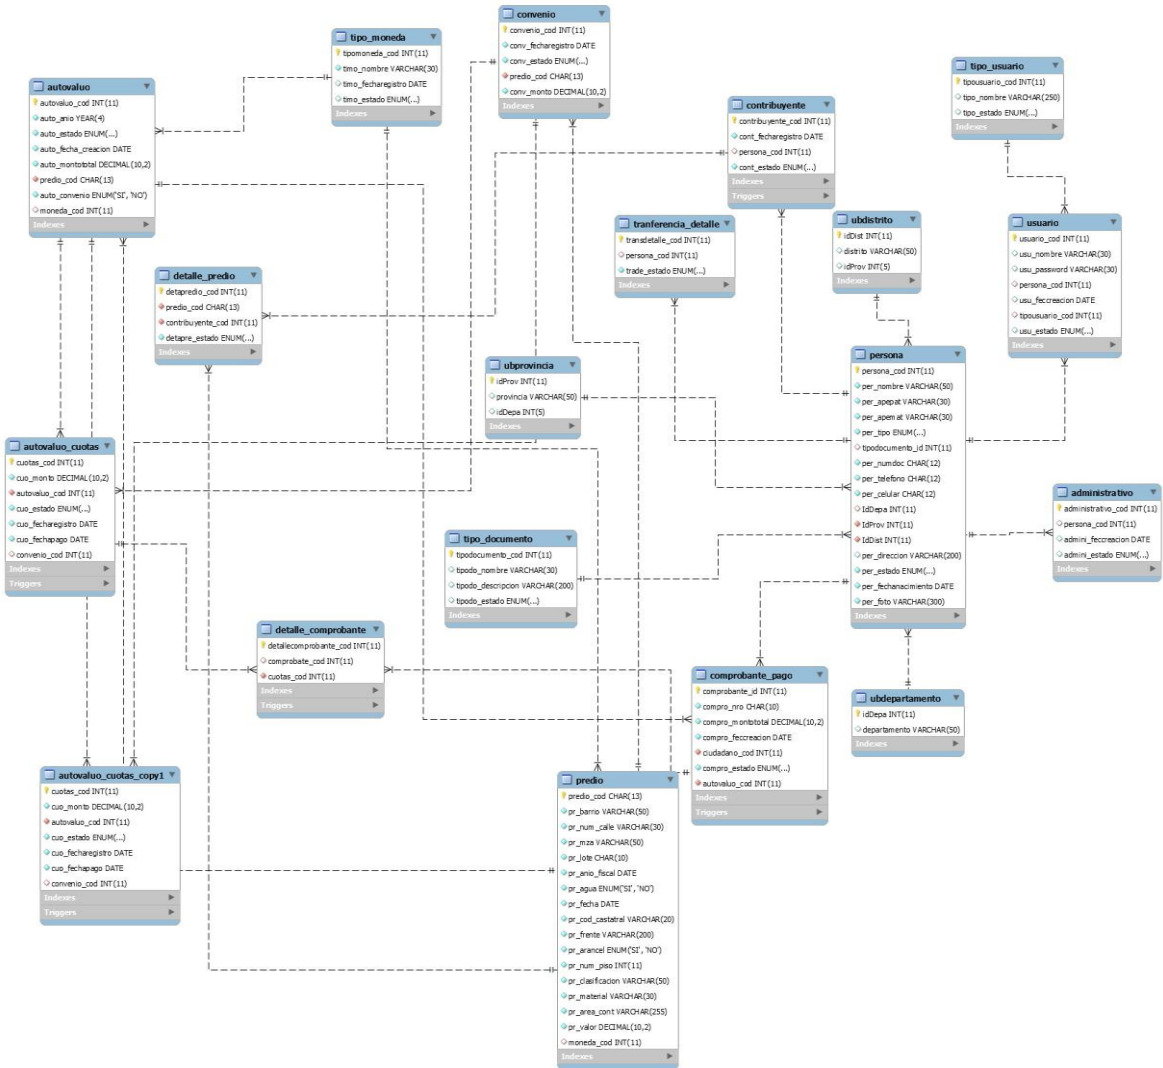 convenio
convenio_cod INT(11)
conv_fecharegistro DATE
conv_estado ENUM(...)
predio_cod CHAR(13)
conv_monto DECIMAL(10,2)
Indexes
tipo_moneda
tipomoneda_cod INT(11)
timo_nombre VARCHAR(30)
timo_fecharegistro DATE
timo_estado ENUM(...)
Indexes
tipo_usuario
tipousuario_cod INT(11)
tipo_nombre VARCHAR(250)
tipo_estado ENUM(...)
Indexes
autovaluo
autovaluo_cod INT(11)
auto_anio YEAR(4)
auto_estado ENUM(...)
auto_fecha_creacion DATE
auto_montototal DECIMAL(10,2)
predio_cod CHAR(13)
auto_convenio ENUM('SI', 'NO')
moneda_cod INT(11)
Indexes
contribuyente
contribuyente_cod INT(11)
cont_fecharegistro DATE
persona_cod INT(11)
cont_estado ENUM(...)
Indexes
Triggers
tranferencia_detalle
transdetalle_cod INT(11)
persona_cod INT(11)
trade_estado ENUM(...)
Indexes
ubdistrito
idDist INT(11)
distrito VARCHAR(50)
idProv INT(5)
Indexes
usuario
usuario_cod INT(11)
usu_nombre VARCHAR(30)
usu_password VARCHAR(30)
persona_cod INT(11)
usu_feccreacion DATE
tipousuario_cod INT(11)
usu_estado ENUM(...)
Indexes
detalle_predio
detapredio_cod INT(11)
predio_cod CHAR(13)
contribuyente_cod INT(11)
detapre_estado ENUM(...)
Indexes
ubprovincia
idProv INT(11)
provincia VARCHAR(50)
idDepa INT(5)
Indexes
persona
persona_cod INT(11)
per_nombre VARCHAR(50)
per_apepat VARCHAR(30)
per_apemat VARCHAR(30)
per_tipo ENUM(...)
tipodocumento_id INT(11)
per_numdoc CHAR(12)
per_telefono CHAR(12)
per_celular CHAR(12)
IdDepa INT(11)
IdProv INT(11)
IdDist INT(11)
per_direccion VARCHAR(200)
per_estado ENUM(...)
per_fechanacimiento DATE
per_foto VARCHAR(300)
Indexes
autovaluo_cuotas
cuotas_cod INT(11)
cuo_monto DECIMAL(10,2)
autovaluo_cod INT(11)
cuo_estado ENUM(...)
cuo_fecharegistro DATE
cuo_fechapago DATE
convenio_cod INT(11)
Indexes
Triggers
administrativo
administrativo_cod INT(11)
persona_cod INT(11)
admini_feccreacion DATE
admini_estado ENUM(...)
Indexes
tipo_documento
tipodocumento_cod INT(11)
tipodo_nombre VARCHAR(30)
tipodo_descripcion VARCHAR(200)
tipodo_estado ENUM(...)
Indexes
detalle_comprobante
detallecomprobante_cod INT(11)
comprobate_cod INT(11)
cuotas_cod INT(11)
Indexes
Triggers
comprobante_pago
comprobante_id INT(11)
compro_nro CHAR(10)
compro_montototal DECIMAL(10,2)
compro_feccreacion DATE
ciudadano_cod INT(11)
compro_estado ENUM(...)
autovaluo_cod INT(11)
Indexes
Triggers
ubdepartamento
idDepa INT(11)
departamento VARCHAR(50)
Indexes
autovaluo_cuotas_copy1
cuotas_cod INT(11)
cuo_monto DECIMAL(10,2)
autovaluo_cod INT(11)
cuo_estado ENUM(...)
cuo_fecharegistro DATE
cuo_fechapago DATE
convenio_cod INT(11)
Indexes
Triggers
predio
predio_cod CHAR(13)
pr_barrio VARCHAR(50)
pr_num_calle VARCHAR(30)
pr_mza VARCHAR(50)
pr_lote CHAR(10)
pr_anio_fiscal DATE
pr_agua ENUM('SI', 'NO')
pr_fecha DATE
pr_cod_castatral VARCHAR(20)
pr_frente VARCHAR(200)
pr_arancel ENUM('SI', 'NO')
pr_num_piso INT(11)
pr_clasificacion VARCHAR(50)
pr_material VARCHAR(30)
pr_area_cont VARCHAR(255)
pr_valor DECIMAL(10,2)
moneda_cod INT(11)
Indexes